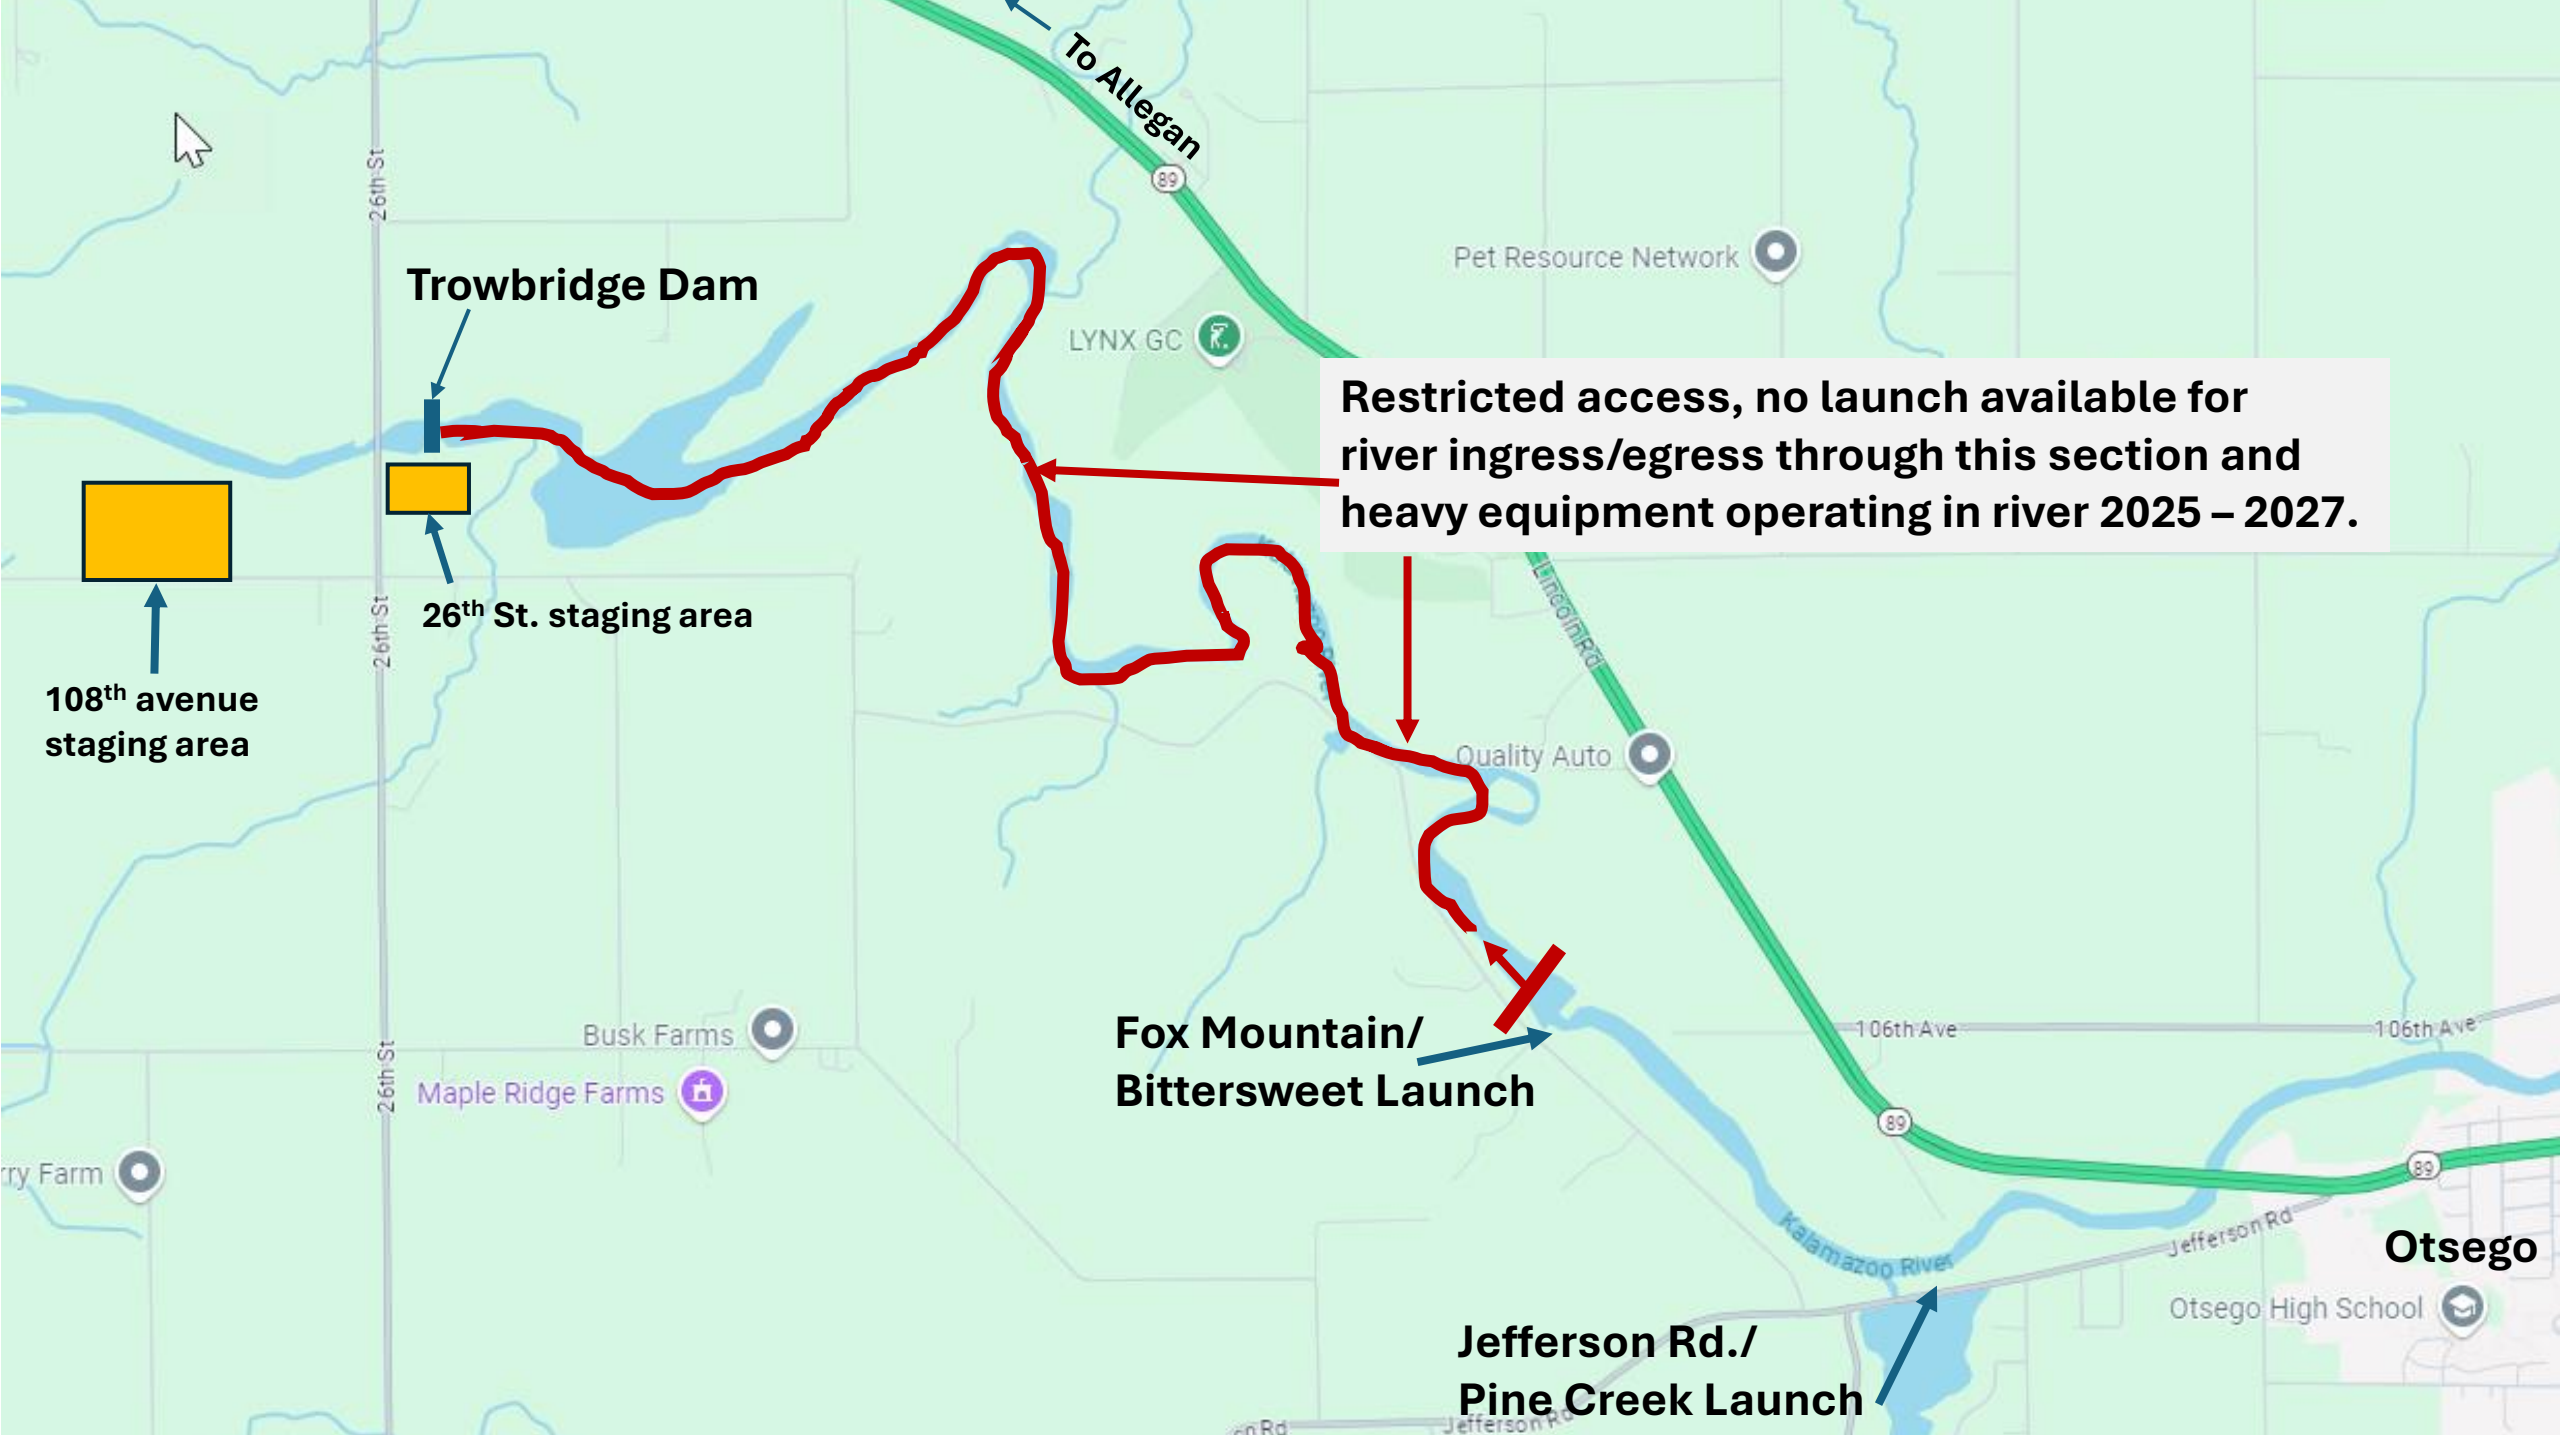 To Allegan
89
26th St
Pet Resource Network
Trowbridge Dam
LYNX GC
Restricted access, no launch available for
river ingress/egress through this section and
heavy equipment operating in river 2025 – 2027.
Lincoln Rd
26th St. staging area
26th St
108th avenue
staging area
Quality Auto
Fox Mountain/
Bittersweet Launch
106th Ave
106th Ave
Busk Farms
26th St
Maple Ridge Farms
89
89
rry Farm
Kalamazoo River
Jefferson Rd
Otsego
Otsego High School
Jefferson Rd./
Pine Creek Launch
Jefferson Rd
on Rd